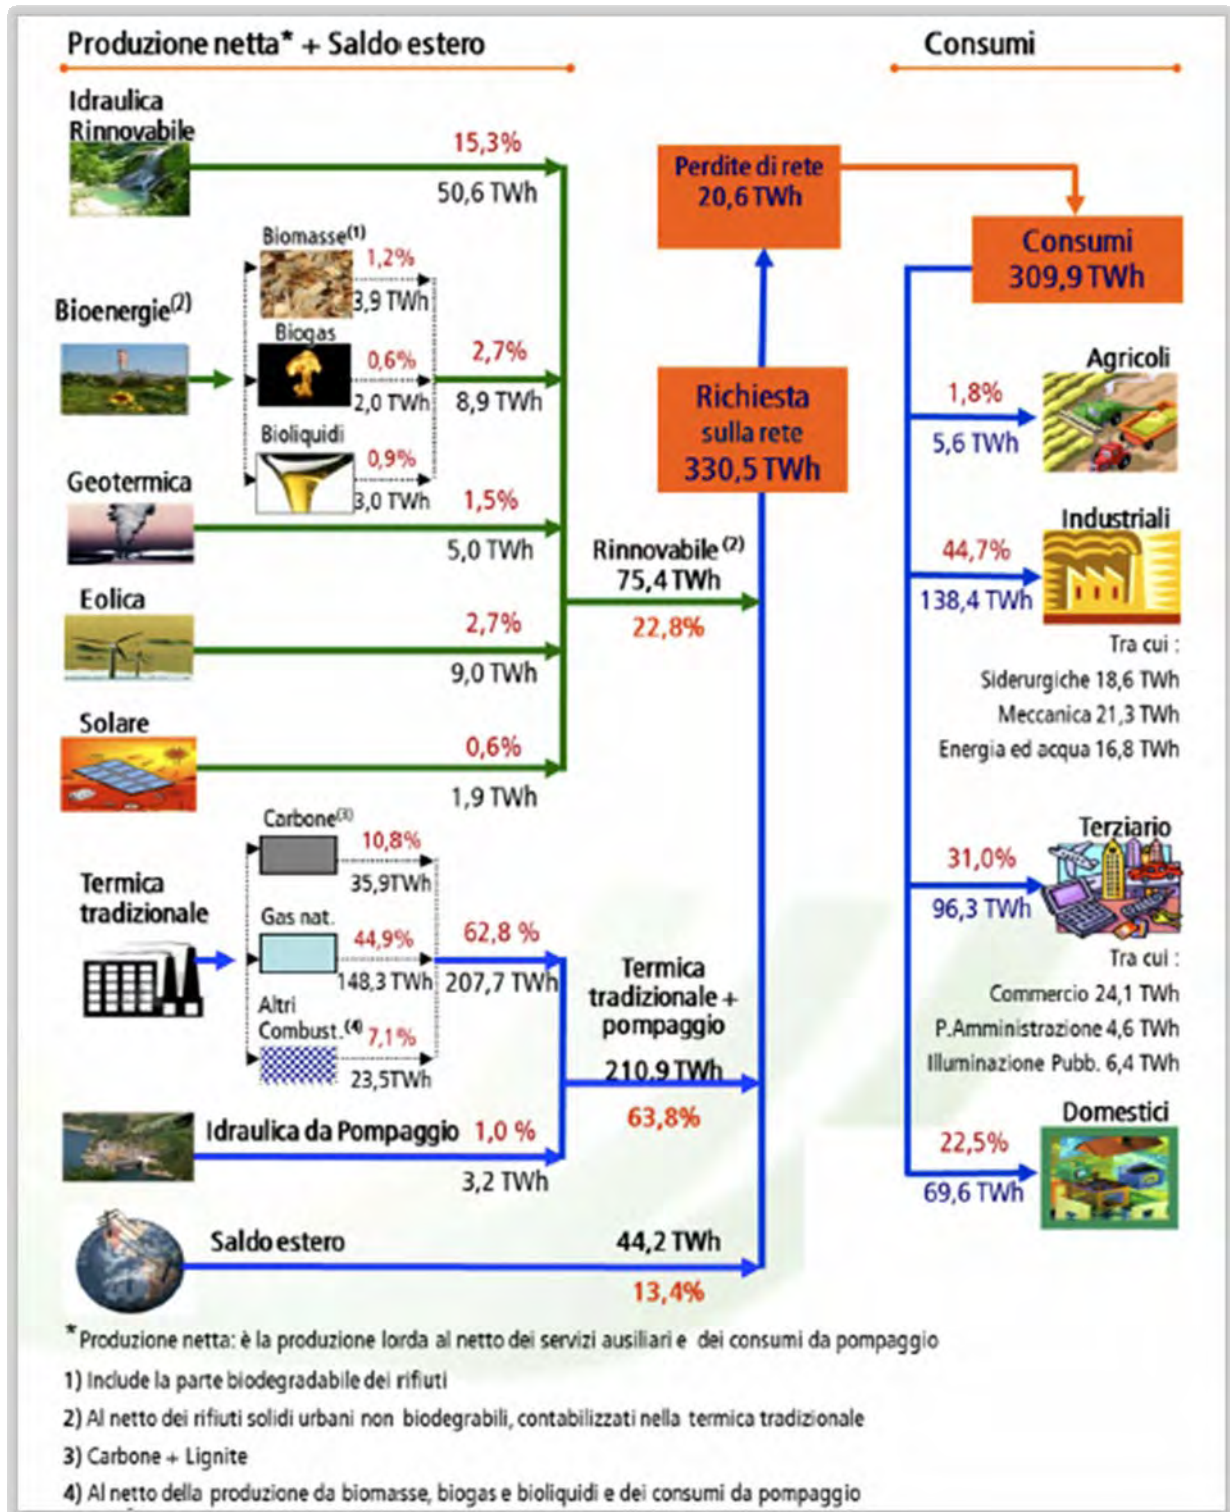 Produzione netta* + Saldo estero
Consumi
Idraulica
Rinnovabile
15,3%
50,6 TWh
Bioenergie(2)
Biomasse(1)
1,2%
3,9 TWh
Biogas
0,6%
2,0 TWh
Bioliquidi
0,9%
3,0 TWh
2,7%
8,9 TWh
Geotermica
1,5%
5,0 TWh
Eolica
2,7%
9,0 TWh
Solare
0,6%
1,9 TWh
Rinnovabile (2)
75,4 TWh
22,8%
Termica
tradizionale
Carbone(3)
10,8%
35,9TWh
Gas nat.
44,9%
148,3 TWh
Altri
Combust.(4)
7,1%
23,5TWh
62,8 %
207,7 TWh
Idraulica da Pompaggio 1,0 %
3,2 TWh
Termica
tradizionale +
pompaggio
210,9 TWh
63,8%
Saldo estero
44,2 TWh
13,4%
Perdite di rete
20,6 TWh
Richiesta
sulla rete
330,5 TWh
Consumi
309,9 TWh
Agricoli
1,8%
5,6 TWh
Industriali
44,7%
138,4 TWh
Tra cui :
Siderurgiche 18,6 TWh
Meccanica 21,3 TWh
Energia ed acqua 16,8 TWh
Terziario
31,0%
96,3 TWh
Tra cui :
Commercio 24,1 TWh
P.Amministrazione 4,6 TWh
Illuminazione Pubb. 6,4 TWh
Domestici
22,5%
69,6 TWh
* Produzione netta: è la produzione lorda al netto dei servizi ausiliari e dei consumi da pompaggio
1) Include la parte biodegradabile dei rifiuti
2) Al netto dei rifiuti solidi urbani non biodegrabili, contabilizzati nella termica tradizionale
3) Carbone + Lignite
4) Al netto della produzione da biomasse, biogas e bioliquidi e dei consumi da pompaggio